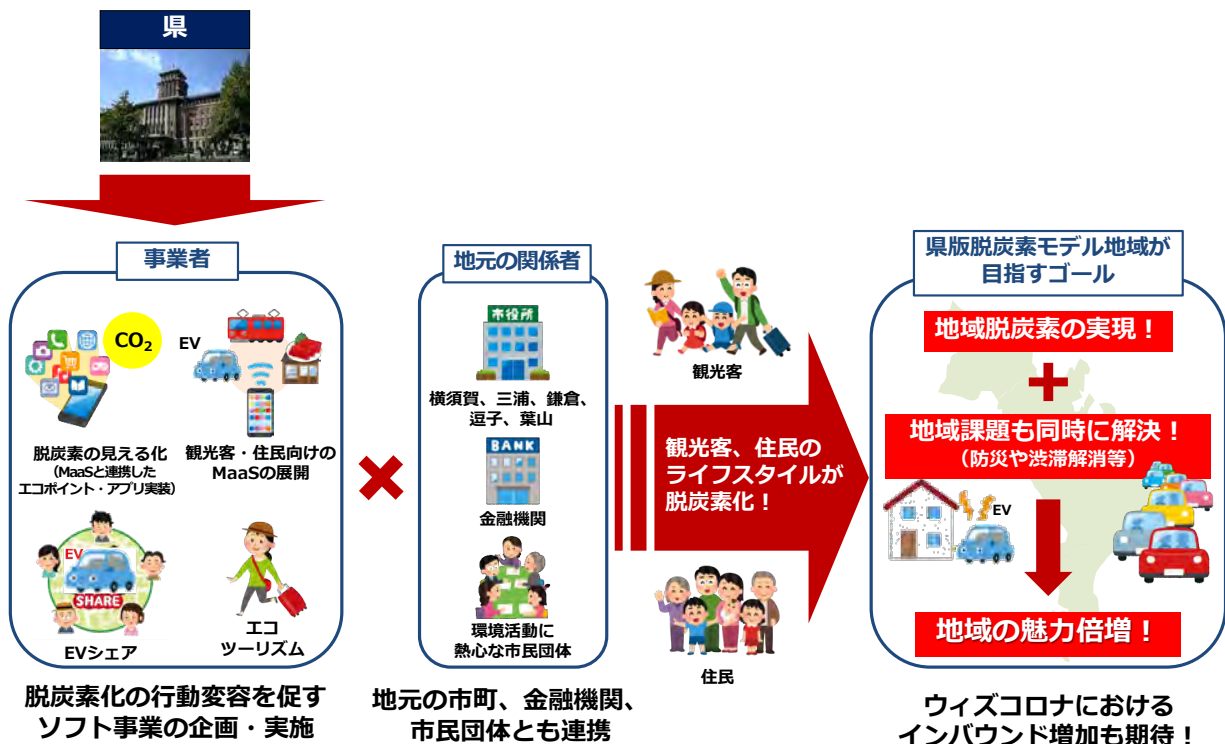 県
事業者
CO₂
EV
脱炭素の見える化
（MaaSと連携した
エコポイント・アプリ実装）
観光客・住民向けの
MaaSの展開
EV
SHARE
EVシェア
エコ
ツーリズム
脱炭素化の行動変容を促す
ソフト事業の企画・実施
地元の関係者
市役所
横須賀、三浦、鎌倉、
逗子、葉山
BANK
金融機関
環境活動に
熱心な市民団体
地元の市町、金融機関、
市民団体とも連携
観光客
観光客、住民の
ライフスタイルが
脱炭素化！
住民
県版脱炭素モデル地域が
目指すゴール
地域脱炭素の実現！
地域課題も同時に解決！
（防災や渋滞解消等）
EV
地域の魅力倍増！
ウィズコロナにおける
インバウンド増加も期待！